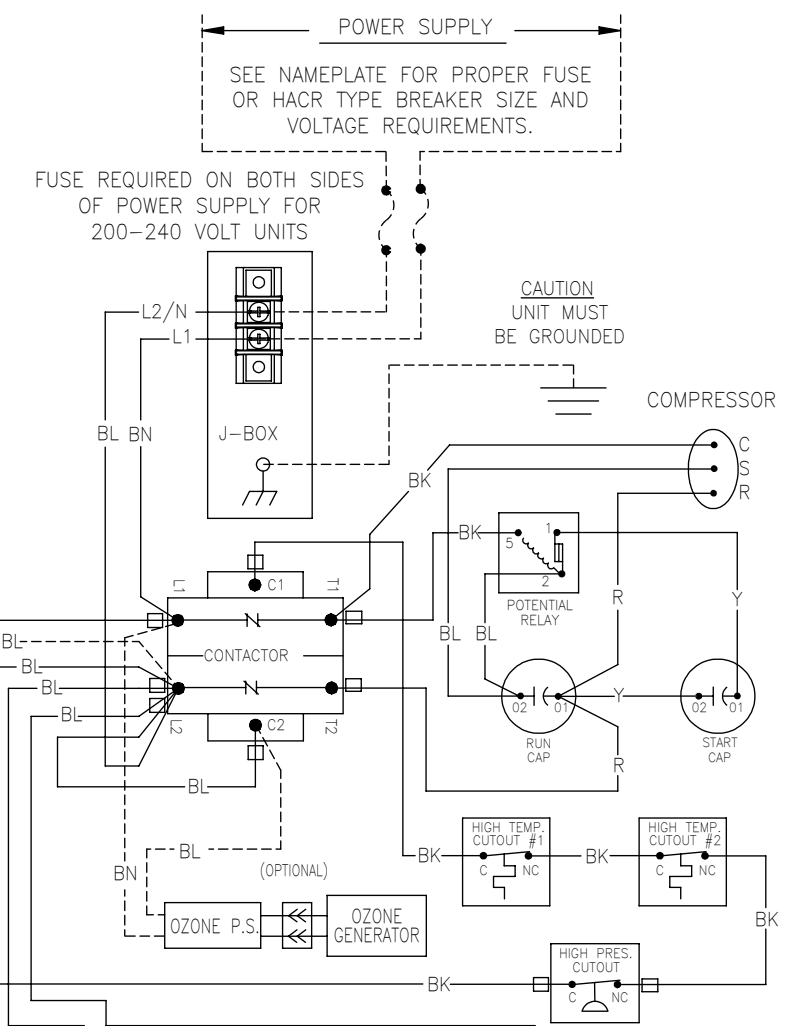 POWER SUPPLY
SEE NAMEPLATE FOR PROPER FUSE
OR HACR TYPE BREAKER SIZE AND
VOLTAGE REQUIREMENTS.
FUSE REQUIRED ON BOTH SIDES
OF POWER SUPPLY FOR
200-240 VOLT UNITS
CAUTION
UNIT MUST
BE GROUNDED
L2/N
L1
BL BN
J-BOX
COMPRESSOR
C
S
R
BK
BK
5
1
2
POTENTIAL
RELAY
L1
C1
T1
R
Y
BL
BL
BL
CONTACTOR
BL
BL
BL
L2
C2
T2
02
01
RUN
CAP
Y
02
01
START
CAP
R
BL
HIGH TEMP.
CUTOUT #1
C
NC
HIGH TEMP.
CUTOUT #2
C
NC
BK
BK
BL
BN
(OPTIONAL)
OZONE P.S.
OZONE
GENERATOR
BK
HIGH PRES.
CUTOUT
C
NC
BK